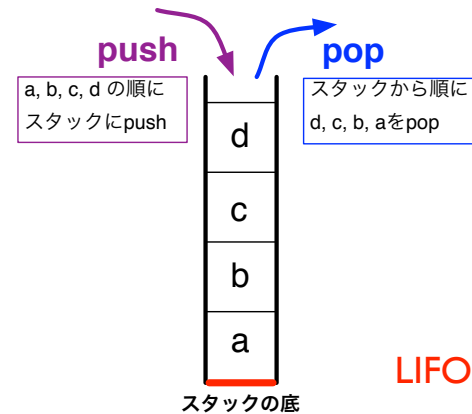 push
pop
a, b, c, d の順に
スタックにpush
スタックから順に
d, c, b, aをpop
d
c
b
a
LIFO
スタックの底